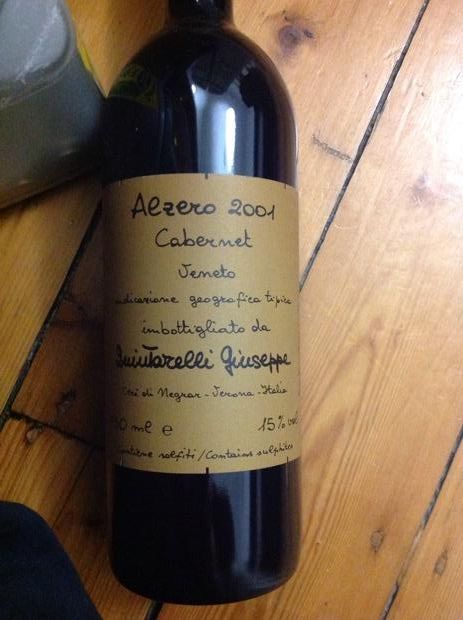 Alzero 2001
Cabernet
Veneto
indicazione geografica tipica
imbottigliato da
Quintarelli Giuseppe
Cerè di Negrar - Verona - Italia
ml e 15% vol
Contiene solfiti / Contains sulphites